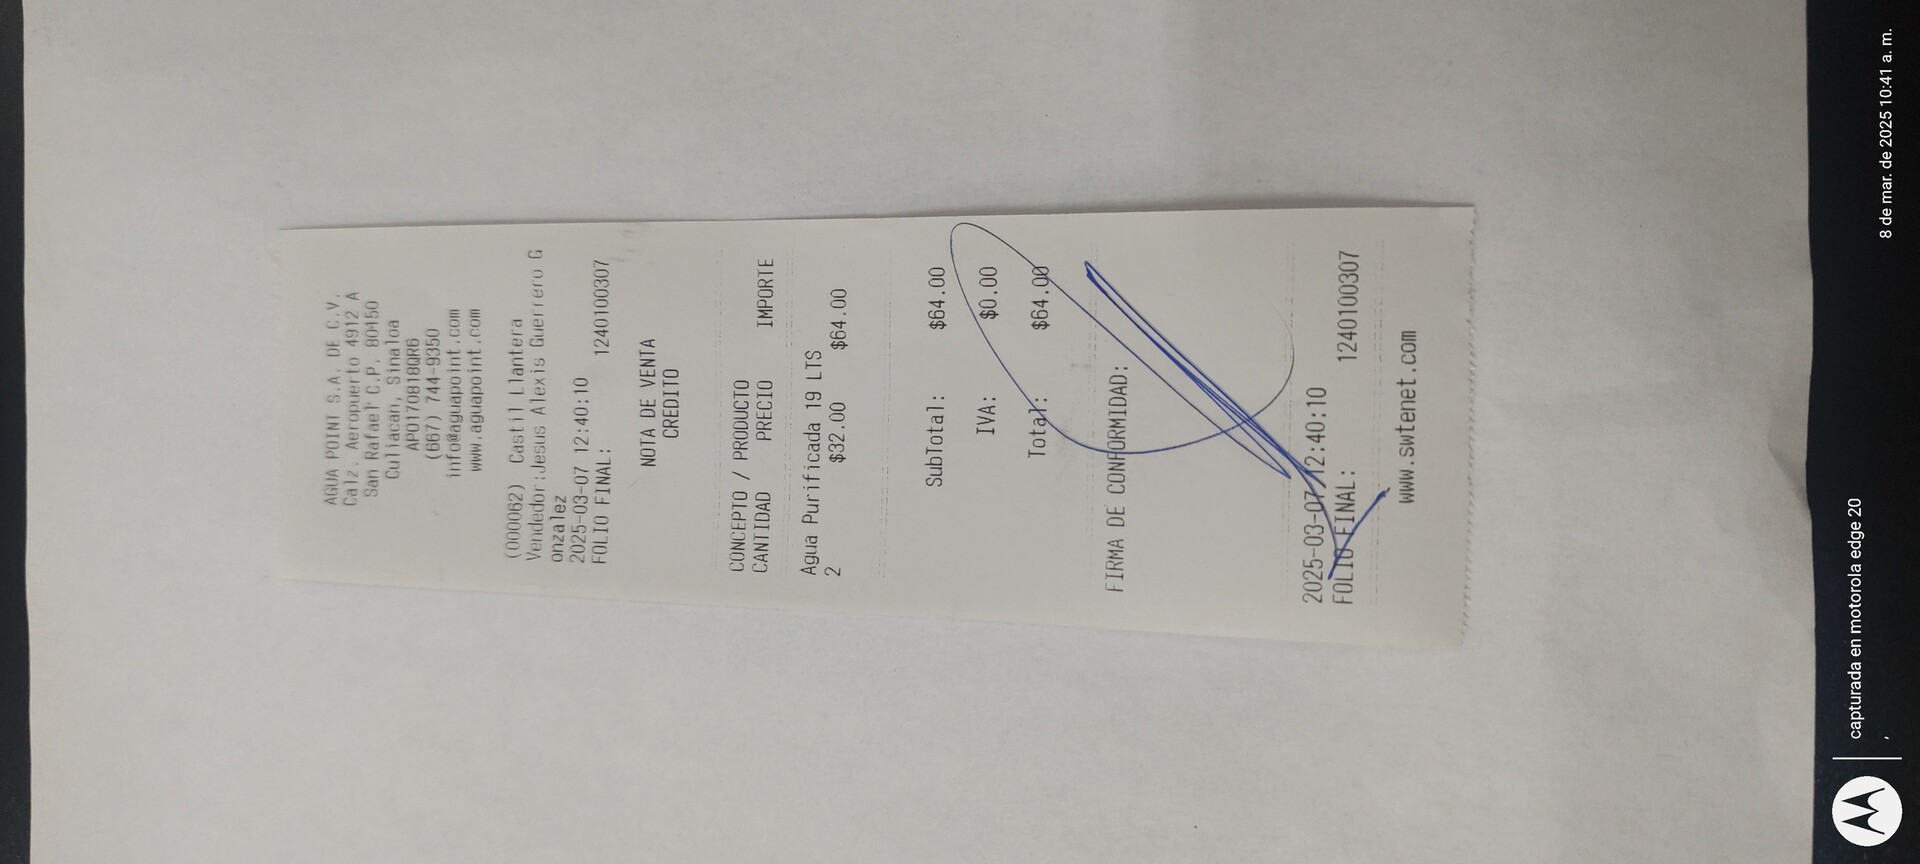 AGUA POINT S.A. DE C.V.
Calz. Aeropuerto 4912 A
San Rafael C.P. 80150
Culiacan, Sinaloa
APO170818QR6
(667) 744-9350
info@aguapoint.com
www.aguapoint.com
(000062) Castil Llantera
Vendedor:Jesus Alexis Guerrero G
onzalez
2025-03-07 12:40:10
FOLIO FINAL: 1240100307
NOTA DE VENTA
CREDITO
CONCEPTO / PRODUCTO
CANTIDAD PRECIO IMPORTE
Agua Purificada 19 LTS
2 $32.00 $64.00
SubTotal: $64.00
IVA: $0.00
Total: $64.00
FIRMA DE CONFORMIDAD:
2025-03-07 12:40:10
FOLIO FINAL: 1240100307
www.swtenet.com
capturada en motorola edge 20
8 de mar. de 2025 10:41 a. m.